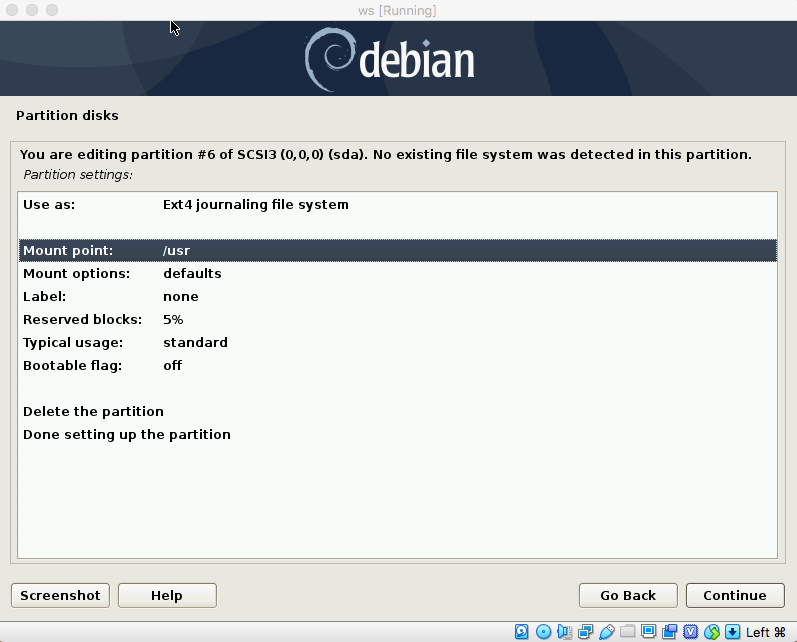 ws [Running]
debian
Partition disks
You are editing partition #6 of SCSI3 (0,0,0) (sda). No existing file system was detected in this partition.
Partition settings:
Use as: Ext4 journaling file system
Mount point: /usr
Mount options: defaults
Label: none
Reserved blocks: 5%
Typical usage: standard
Bootable flag: off
Delete the partition
Done setting up the partition
Screenshot Help Go Back Continue
Left ⌘